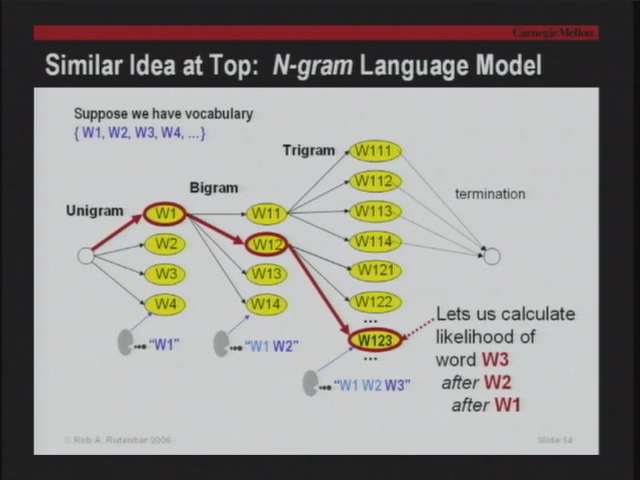 Carnegie Mellon
Similar Idea at Top: N-gram Language Model
Suppose we have vocabulary
{ W1, W2, W3, W4, ...}
Unigram
Bigram
Trigram
W1
W2
W3
W4
W11
W12
W13
W14
W111
W112
W113
W114
W121
W122
...
W123
...
termination
"W1"
"W1 W2"
"W1 W2 W3"
Lets us calculate
likelihood of
word W3
after W2
after W1
© Rob A. Rutenbar 2006
Slide 14